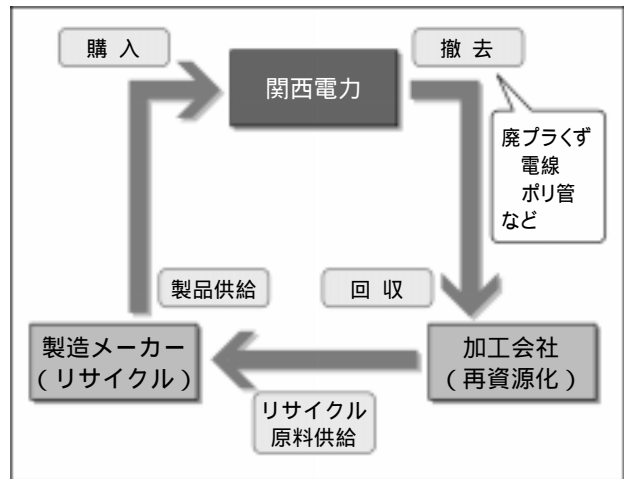 購 入
関西電力
撤 去
廃プラくず
電線
ポリ管
など
製品供給
回 収
製造メーカー
(リサイクル)
加工会社
(再資源化)
リサイクル
原料供給